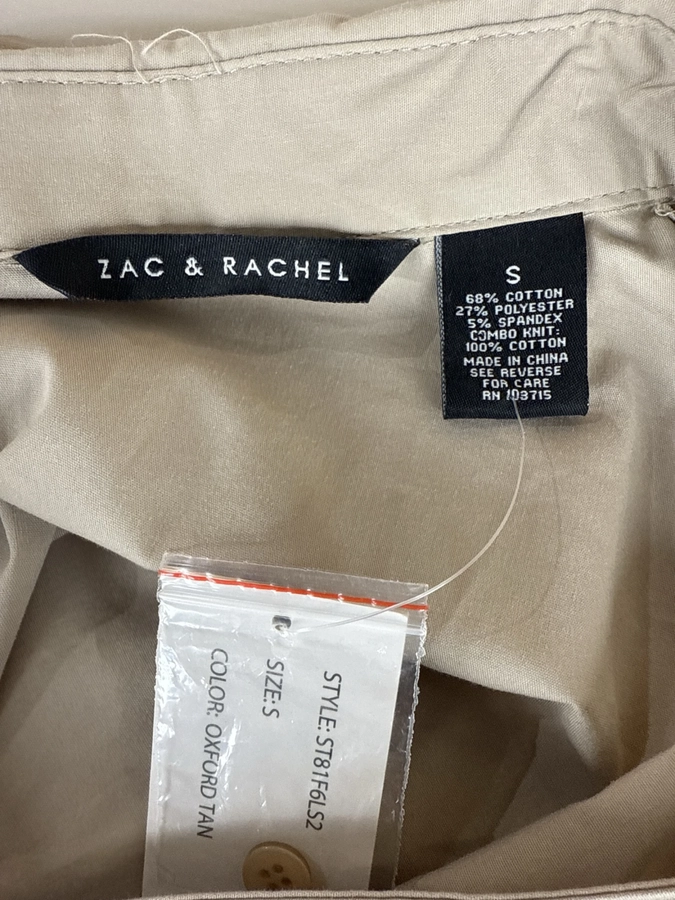 ZAC & RACHEL
S
68% COTTON
27% POLYESTER
5% SPANDEX
COMBO KNIT:
100% COTTON
MADE IN CHINA
SEE REVERSE
FOR CARE
RN 103715
STYLE: ST81F6LS2
SIZE: S
COLOR: OXFORD TAN